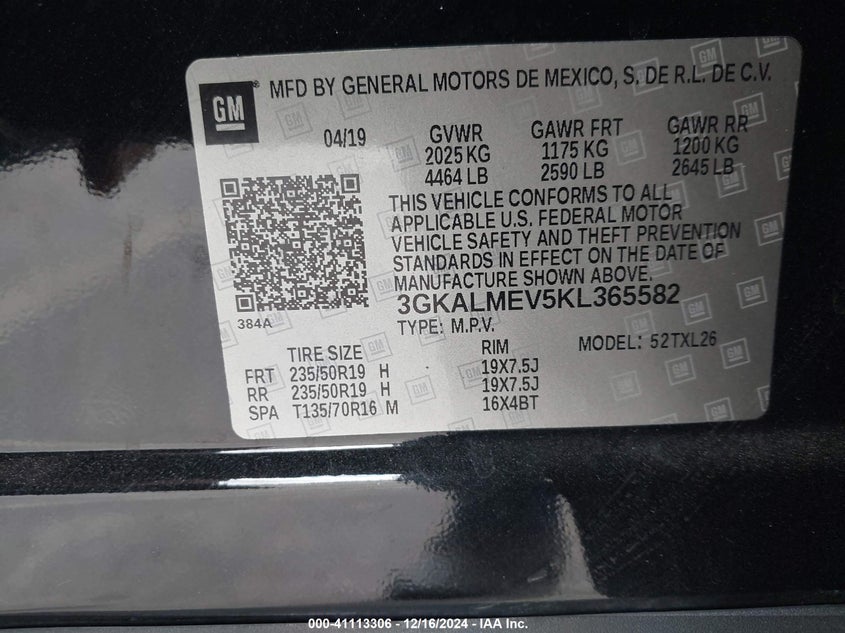 GM
MFD BY GENERAL MOTORS DE MEXICO, S. DE R.L. DE C.V.
04/19 GVWR GAWR FRT GAWR RR
2025 KG 1175 KG 1200 KG
4464 LB 2590 LB 2645 LB
THIS VEHICLE CONFORMS TO ALL
APPLICABLE U.S. FEDERAL MOTOR
VEHICLE SAFETY AND THEFT PREVENTION
STANDARDS IN EFFECT ON THE DATE OF
MANUFACTURE SHOWN ABOVE.
384A
3GKALMEV5KL365582
TYPE: M.P.V. MODEL: 52TXL26
TIRE SIZE RIM
FRT 235/50R19 H 19X7.5J
RR 235/50R19 H 19X7.5J
SPA T135/70R16 M 16X4BT
000-41113306 - 12/16/2024 - IAA Inc.